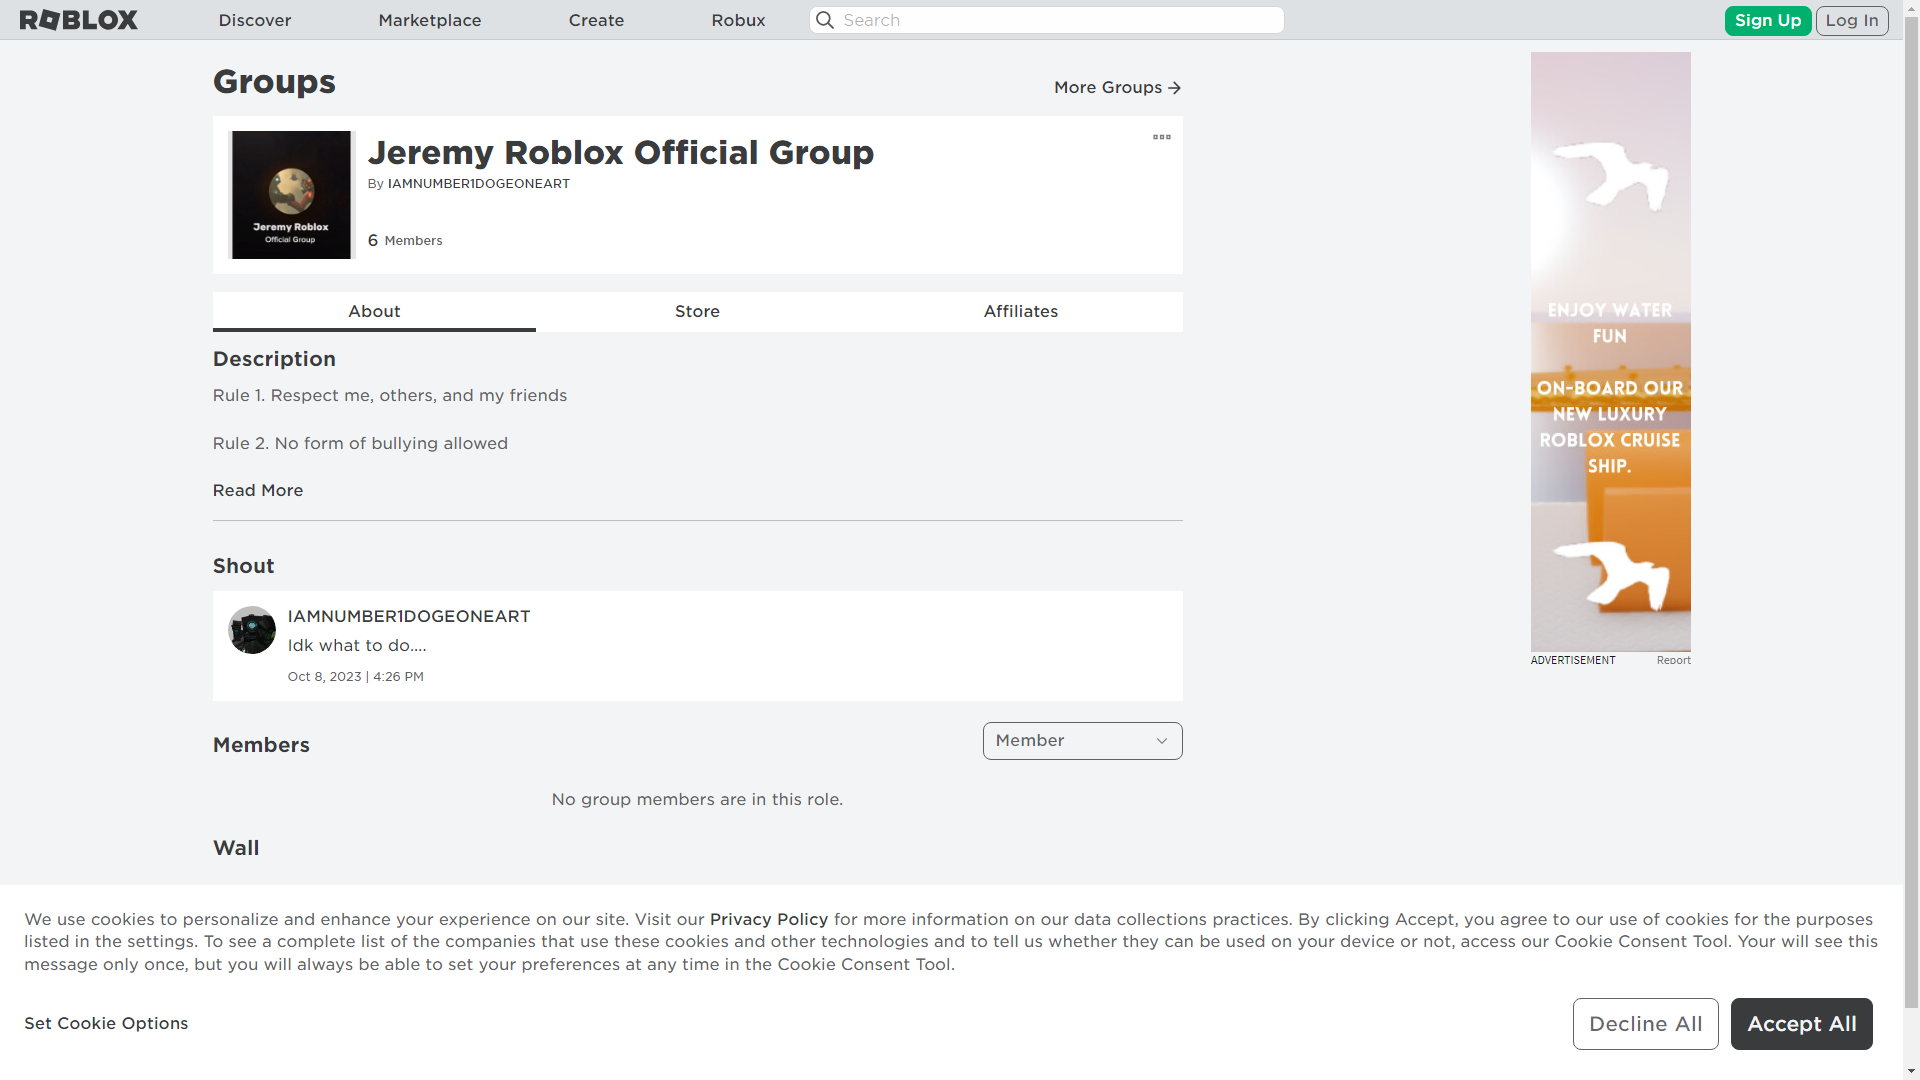 ROBLOX
Discover
Marketplace
Create
Robux
Search
Sign Up
Log In
Groups
More Groups
Jeremy Roblox Official Group
By IAMNUMBER1DOGEONEART
6 Members
Jeremy Roblox
Official Group
About
Store
Affiliates
Description
Rule 1. Respect me, others, and my friends
Rule 2. No form of bullying allowed
Read More
Shout
IAMNUMBER1DOGEONEART
Idk what to do....
Oct 8, 2023 | 4:26 PM
Members
Member
No group members are in this role.
Wall
ENJOY WATER
FUN
ON-BOARD OUR
NEW LUXURY
ROBLOX CRUISE
SHIP.
ADVERTISEMENT
Report
We use cookies to personalize and enhance your experience on our site. Visit our Privacy Policy for more information on our data collections practices. By clicking Accept, you agree to our use of cookies for the purposes
listed in the settings. To see a complete list of the companies that use these cookies and other technologies and to tell us whether they can be used on your device or not, access our Cookie Consent Tool. Your will see this
message only once, but you will always be able to set your preferences at any time in the Cookie Consent Tool.
Set Cookie Options
Decline All
Accept All